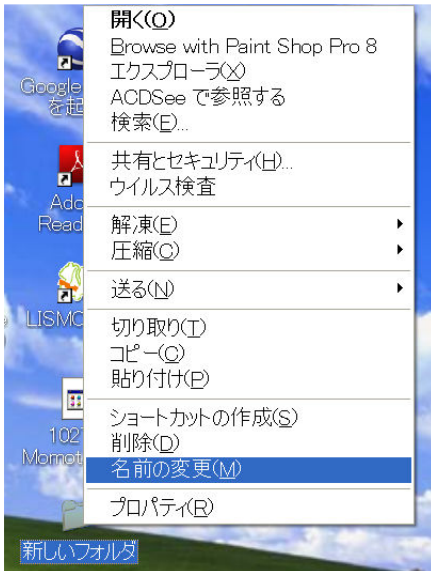 開く(O)
Browse with Paint Shop Pro 8
エクスプローラ(X)
ACDSee で参照する
検索(E)...
共有とセキュリティ(H)...
ウイルス検査
解凍(E)
圧縮(C)
送る(N)
切り取り(T)
コピー(C)
貼り付け(P)
ショートカットの作成(S)
削除(D)
名前の変更(M)
プロパティ(R)
Google
を起
Ado
Read
LISMO
102
Momot
新しいフォルダ